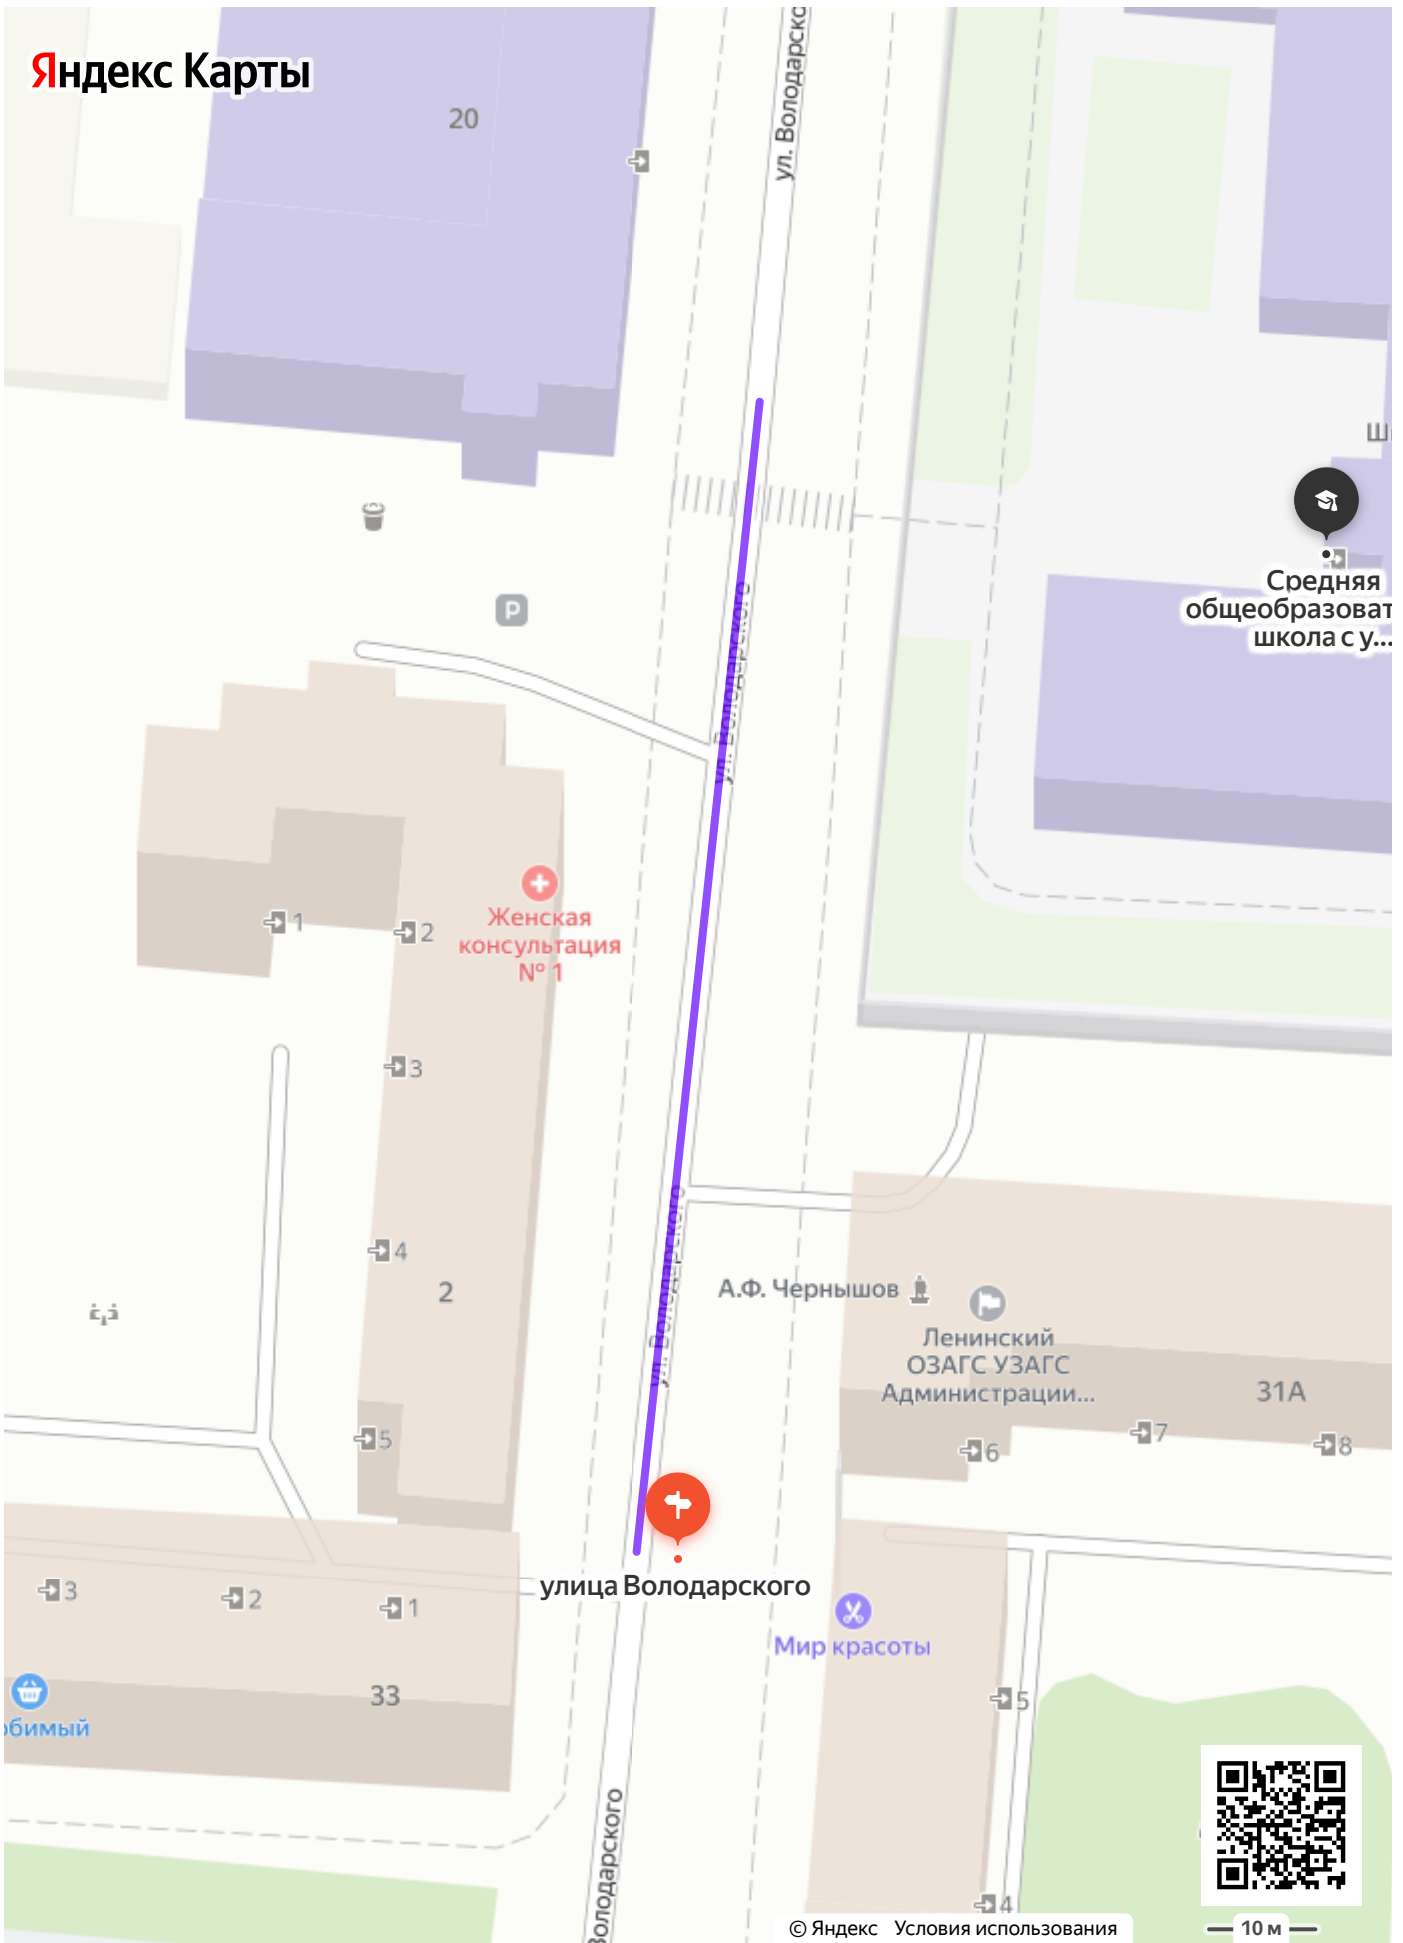 Яндекс Карты
ул. Володарско
20
Средняя
общеобразоват
школа с у...
P
ул. Володарского
1
2
Женская
консультация
№ 1
3
4
2
ул. Володарского
А.Ф. Чернышов
Ленинский
ОЗАГС УЗАГС
Администрации...
31А
5
6
7
8
улица Володарского
3
2
1
Мир красоты
33
5
Володарского
4
© Яндекс Условия использования
10 м